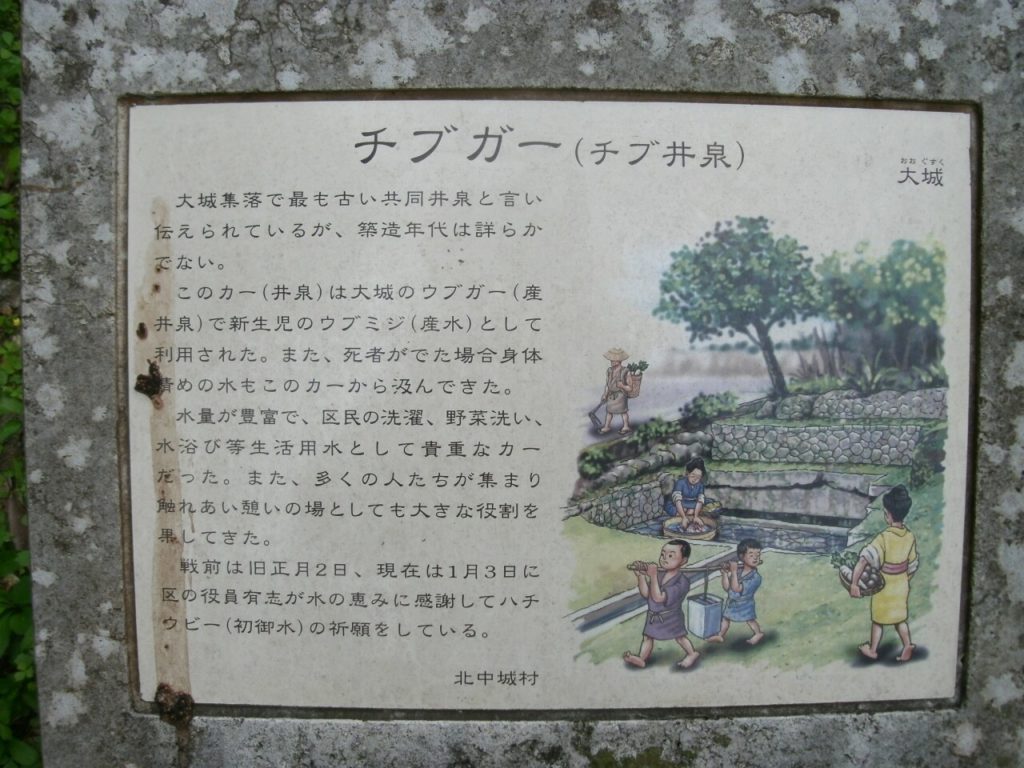 チブガー(チブ井泉)
おお ぐすく
大城
大城集落で最も古い共同井泉と言い
伝えられているが、築造年代は詳らか
でない。
このカー(井泉)は大城のウブガー(産
井泉)で新生児のウブミジ(産水)として
利用された。また、死者がでた場合身体
清めの水もこのカーから汲んできた。
水量が豊富で、区民の洗濯、野菜洗い、
水浴び等生活用水として貴重なカー
だった。また、多くの人たちが集まり
触れあい憩いの場としても大きな役割を
果してきた。
戦前は旧正月2日、現在は1月3日に
区の役員有志が水の恵みに感謝してハチ
ウビー(初御水)の祈願をしている。
北中城村